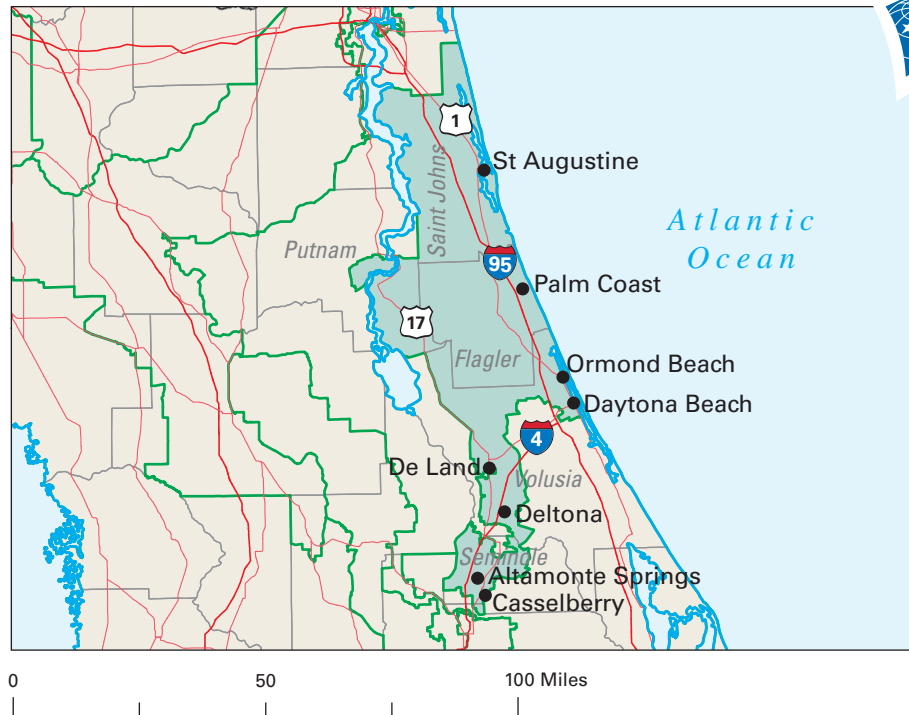 1
St Augustine
Saint Johns
Atlantic
Ocean
Putnam
95
Palm Coast
17
Flagler
Ormond Beach
Daytona Beach
4
De Land
Volusia
Deltona
Seminole
Altamonte Springs
Casselberry
0 50 100 Miles